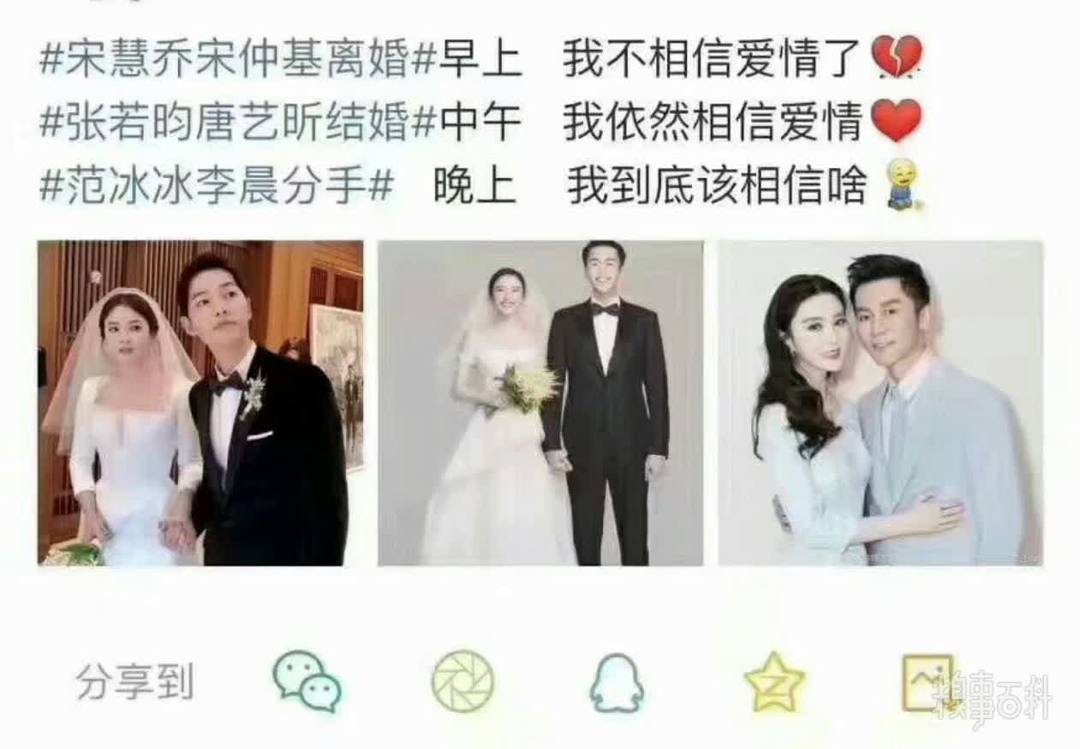 #宋慧乔宋仲基离婚#早上 我不相信爱情了
#张若昀唐艺昕结婚#中午 我依然相信爱情
#范冰冰李晨分手# 晚上 我到底该相信啥
分享到
糗事百科